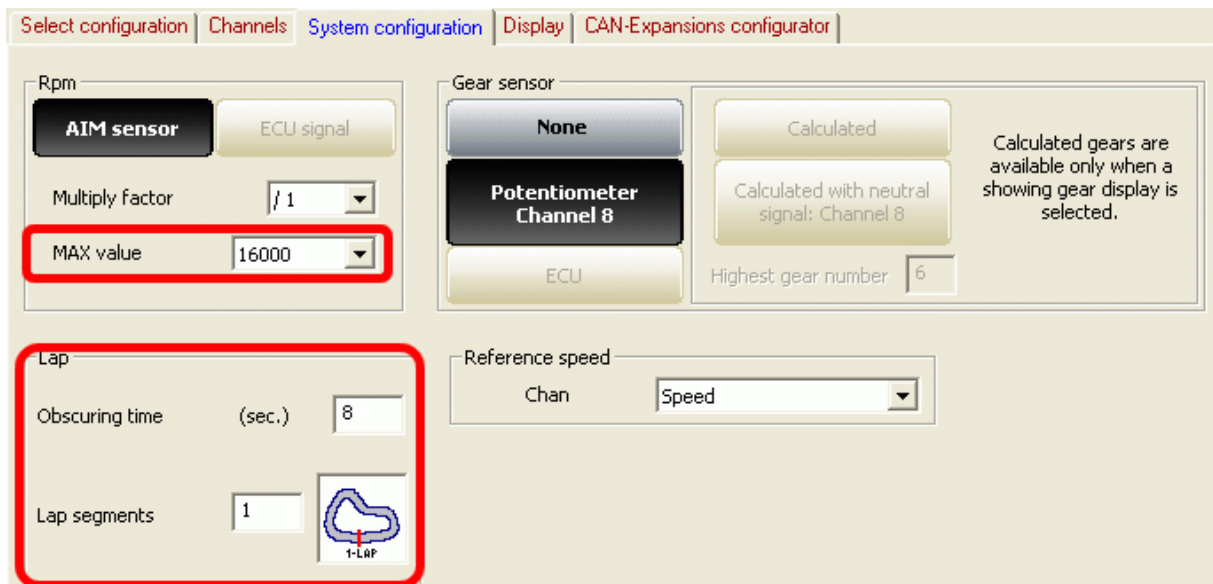 Select configuration Channels System configuration Display CAN-Expansions configurator
Rpm
AIM sensor ECU signal
Multiply factor / 1
MAX value 16000
Gear sensor
None
Potentiometer
Channel 8
ECU
Calculated
Calculated with neutral
signal: Channel 8
Highest gear number 6
Calculated gears are
available only when a
showing gear display is
selected.
Lap
Obscuring time (sec.) 8
Lap segments 1
1-LAP
Reference speed
Chan Speed